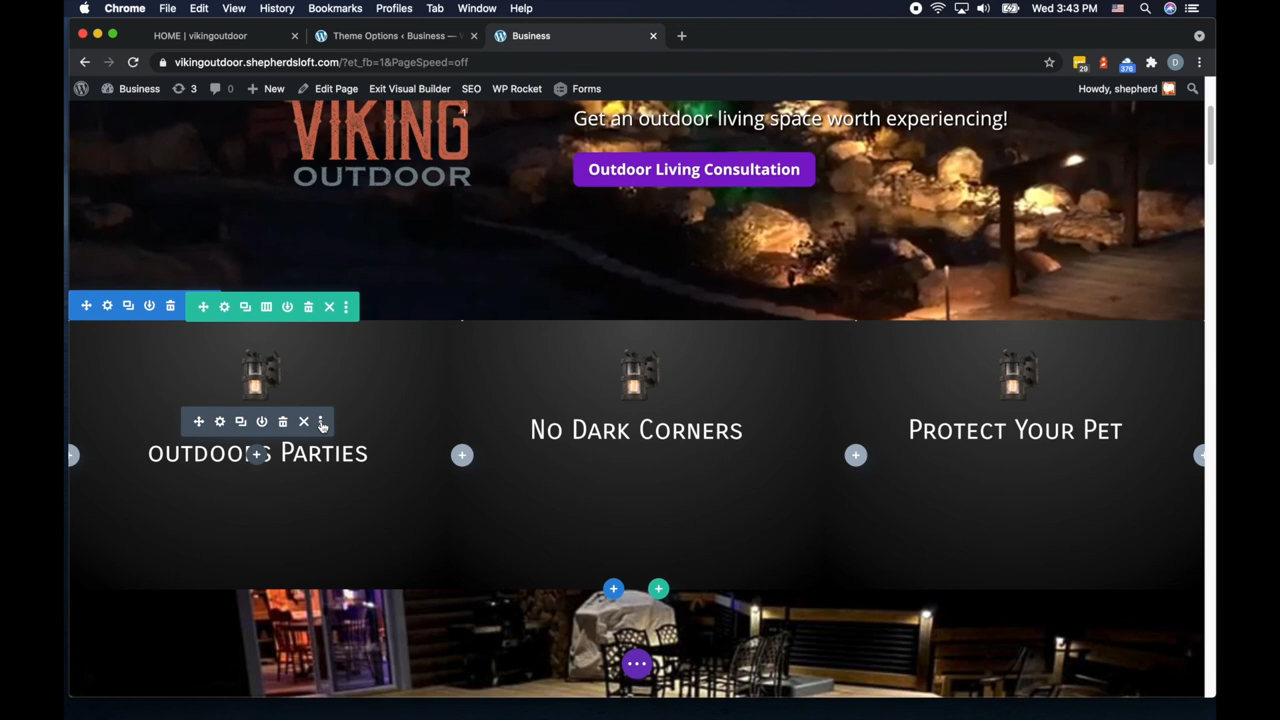 Chrome File Edit View History Bookmarks Profiles Tab Window Help Wed 3:43 PM
HOME | vikingoutdoor Theme Options ‹ Business — Business
vikingoutdoor.shepherdsloft.com/?et_fb=1&PageSpeed=off 29 376 D
Business 3 0 New Edit Page Exit Visual Builder SEO WP Rocket Forms Howdy, shepherd
VIKING
OUTDOOR
Get an outdoor living space worth experiencing!
Outdoor Living Consultation
No Dark Corners
Protect Your Pet
Parties